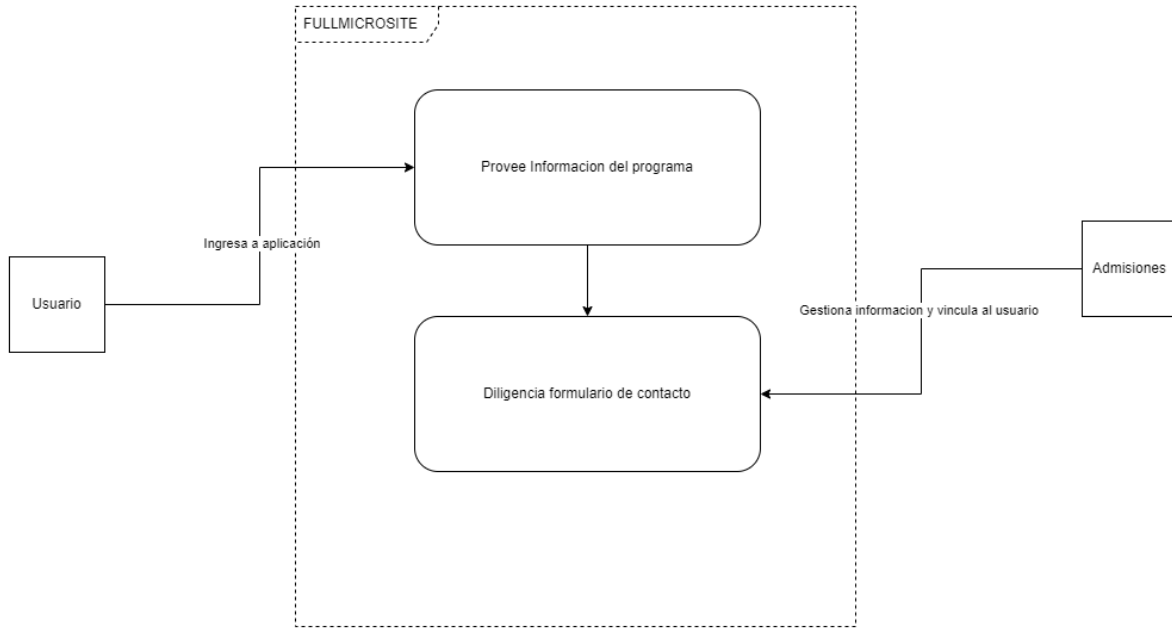 FULLMICROSITE
Provee Informacion del programa
Ingresa a aplicación
Usuario
Admisiones
Gestiona informacion y vincula al usuario
Diligencia formulario de contacto